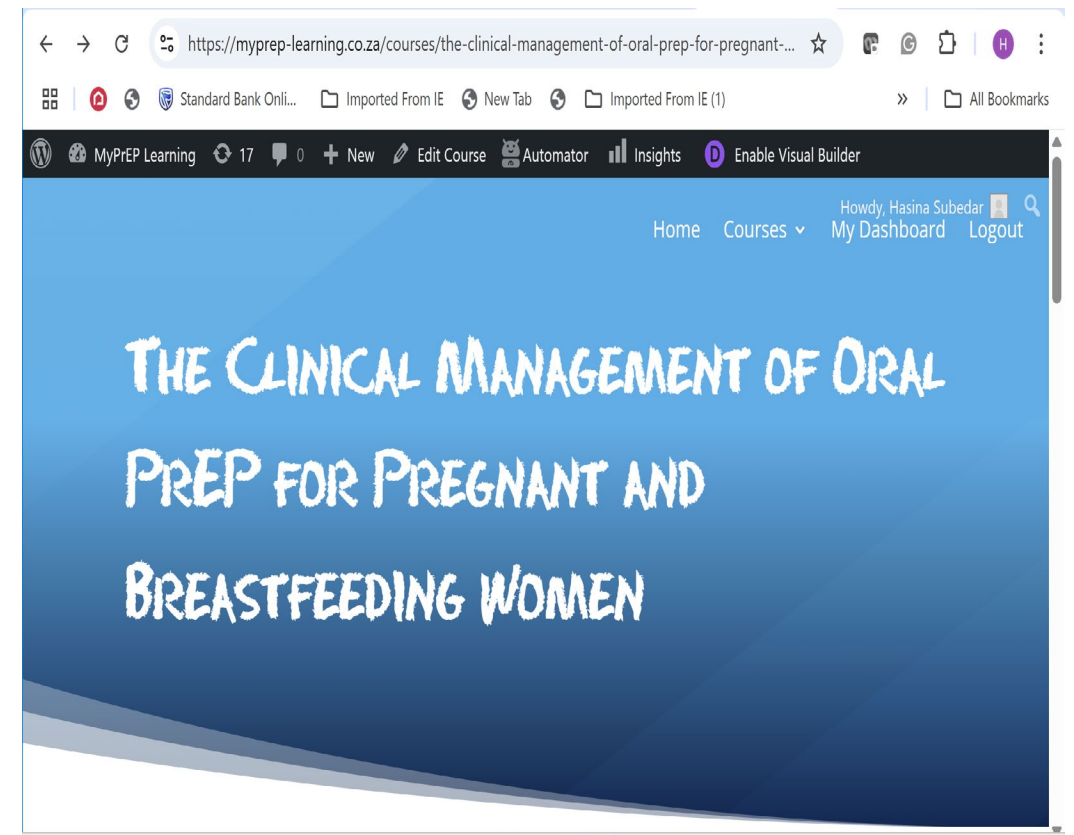 https://myprep-learning.co.za/courses/the-clinical-management-of-oral-prep-for-pregnant-...
H
Standard Bank Onli... Imported From IE New Tab Imported From IE (1) » All Bookmarks
MyPrEP Learning 17 0 New Edit Course Automator Insights D Enable Visual Builder
Howdy, Hasina Subedar
Home Courses My Dashboard Logout
The Clinical Management of Oral
PrEP for Pregnant and
Breastfeeding Women